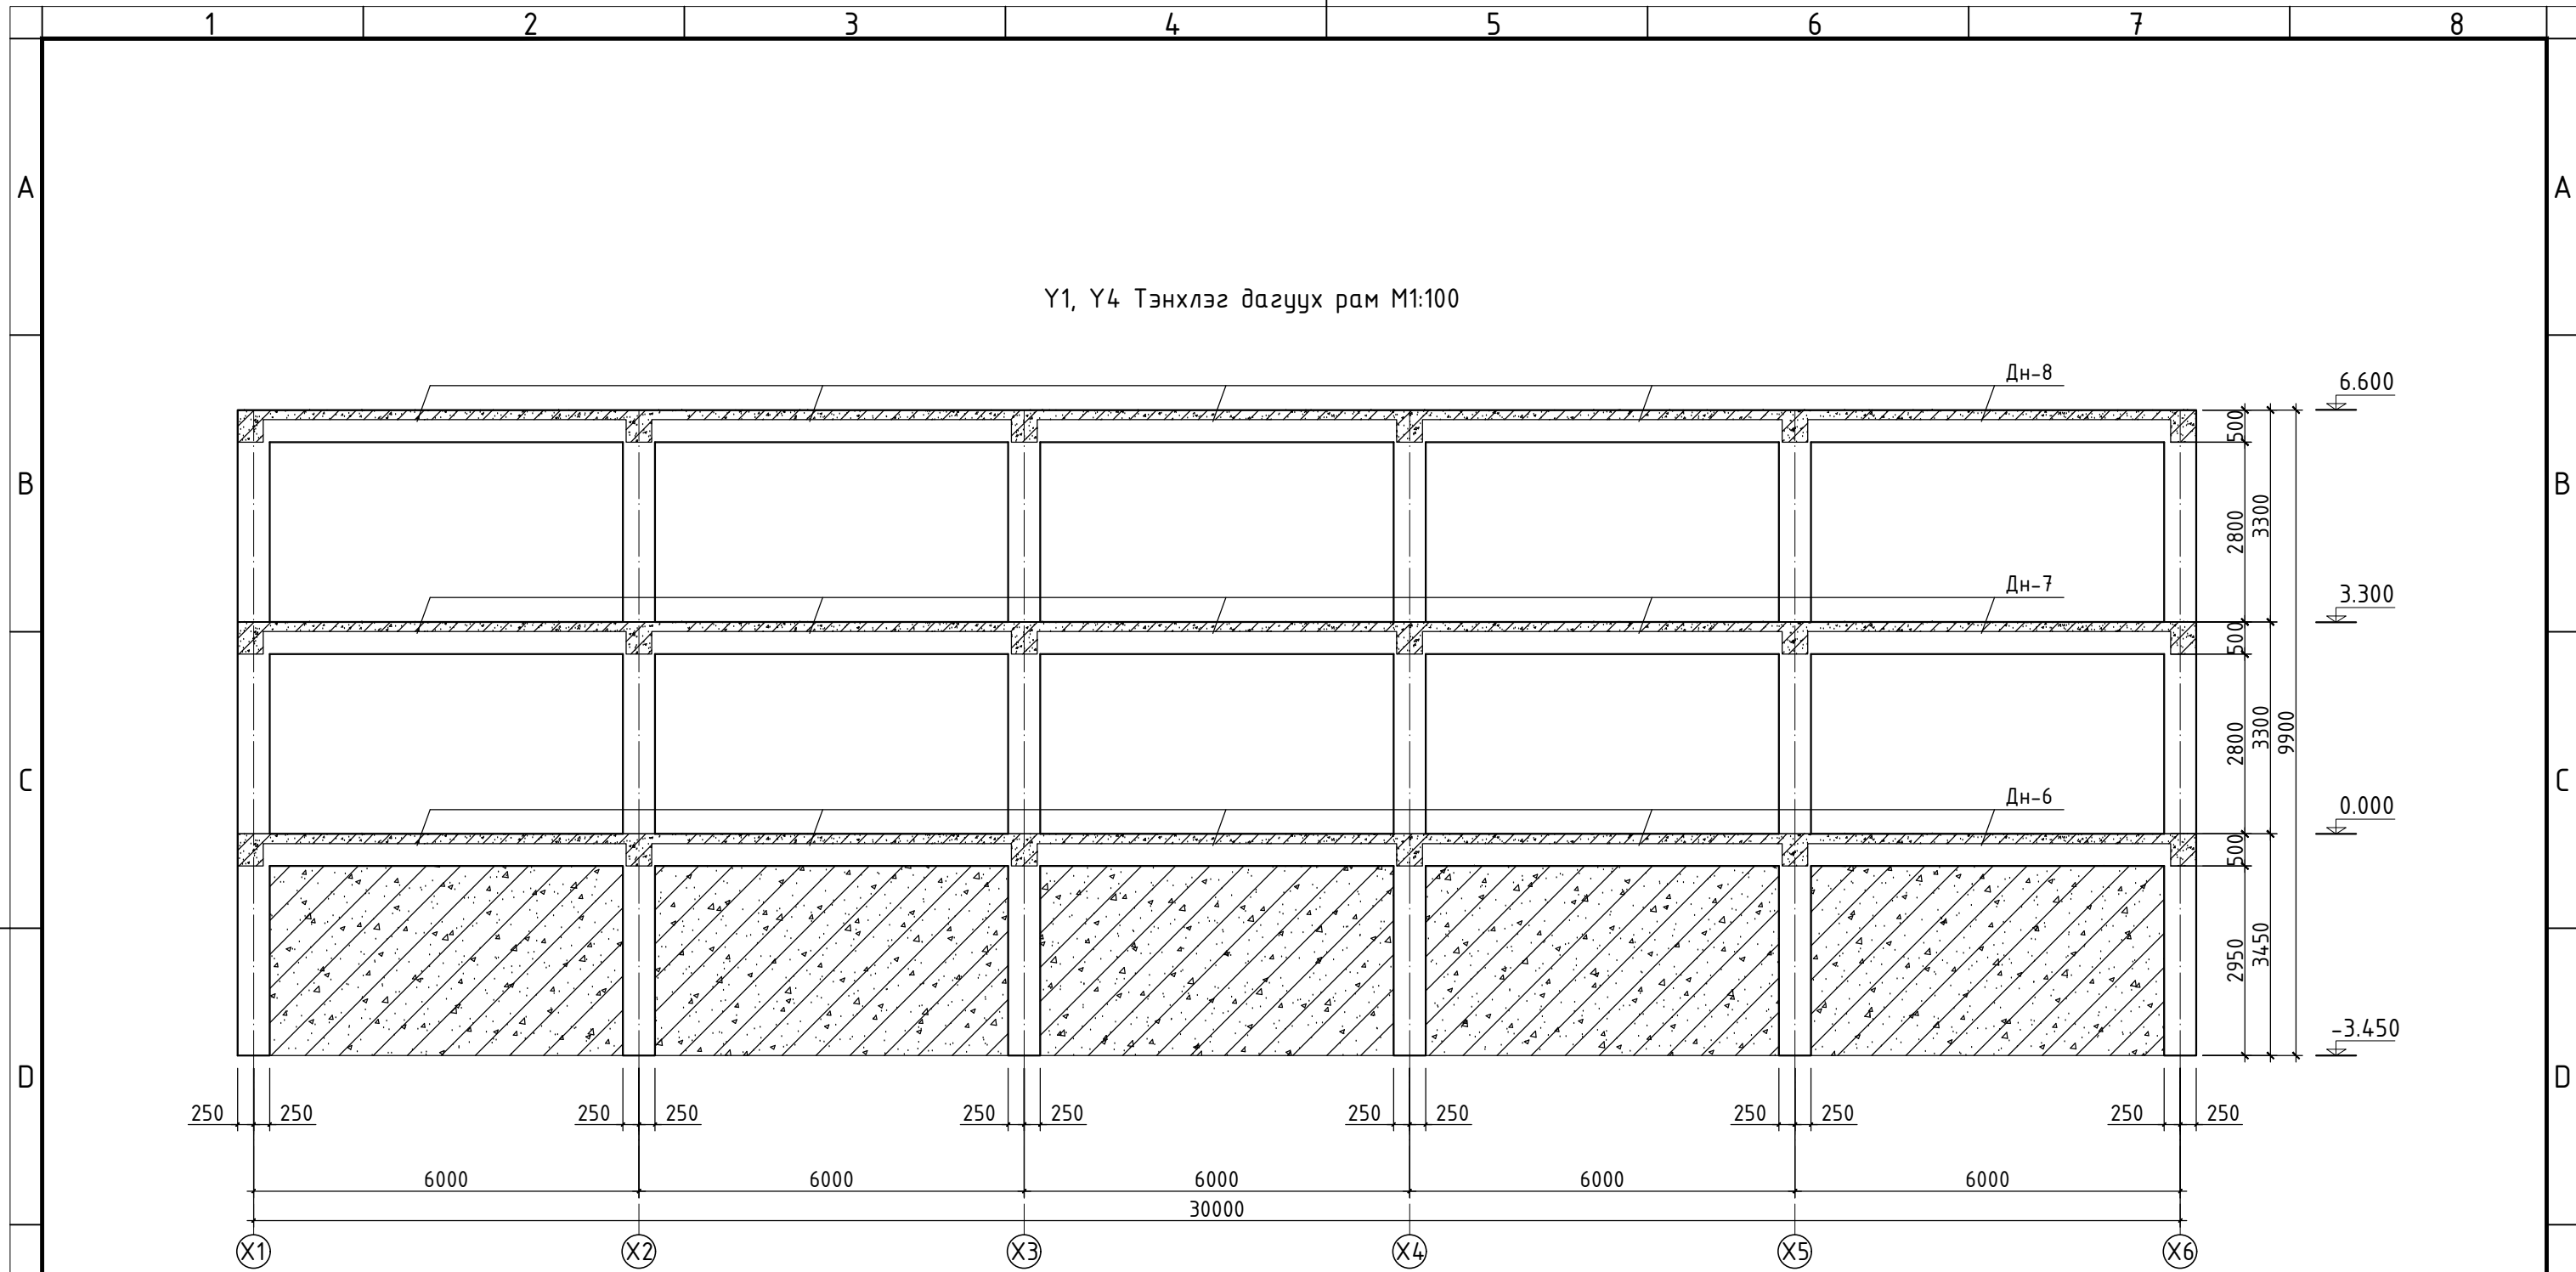 1 2 3 4 5 6 7 8
A A
Y1, Y4 Тэнхлэг дагуух рам М1:100
Дн-8
6.600
500
B B
2800 3300
Дн-7
3.300
500
2800 3300 9900
C C
Дн-6
0.000
500
2950 3450
-3.450
D D
250 250 250 250 250 250 250 250 250 250 250 250
6000 6000 6000 6000 6000
30000
X1 X2 X3 X4 X5 X6